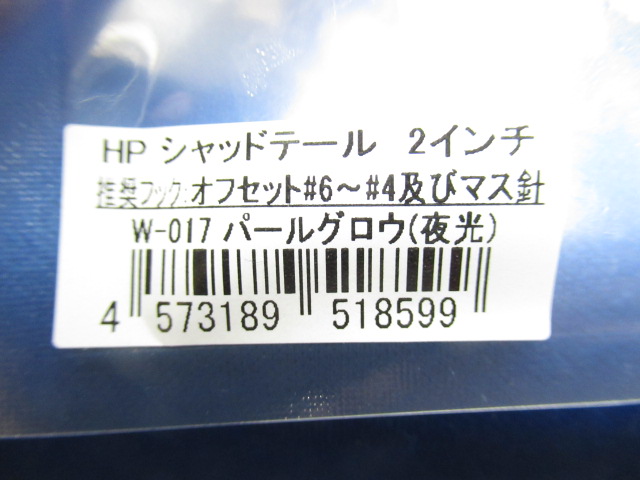 HP シャッドテール 2インチ
推奨フック:オフセット#6～#4及びマス針
W-017 パールグロウ(夜光)
4 573189 518599